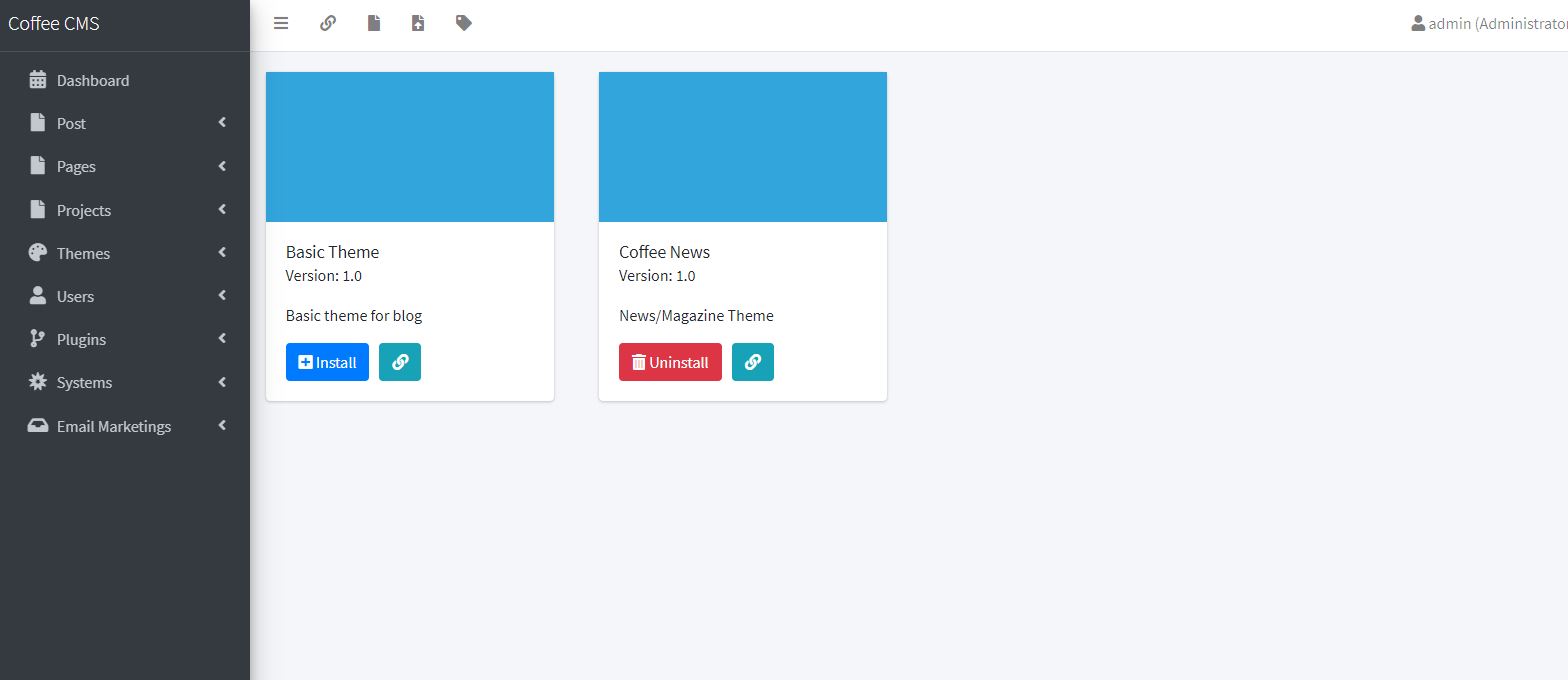 Coffee CMS
admin (Administrator
Dashboard
Post
Pages
Projects
Themes
Users
Plugins
Systems
Email Marketings
Basic Theme
Version: 1.0
Basic theme for blog
Install
Coffee News
Version: 1.0
News/Magazine Theme
Uninstall